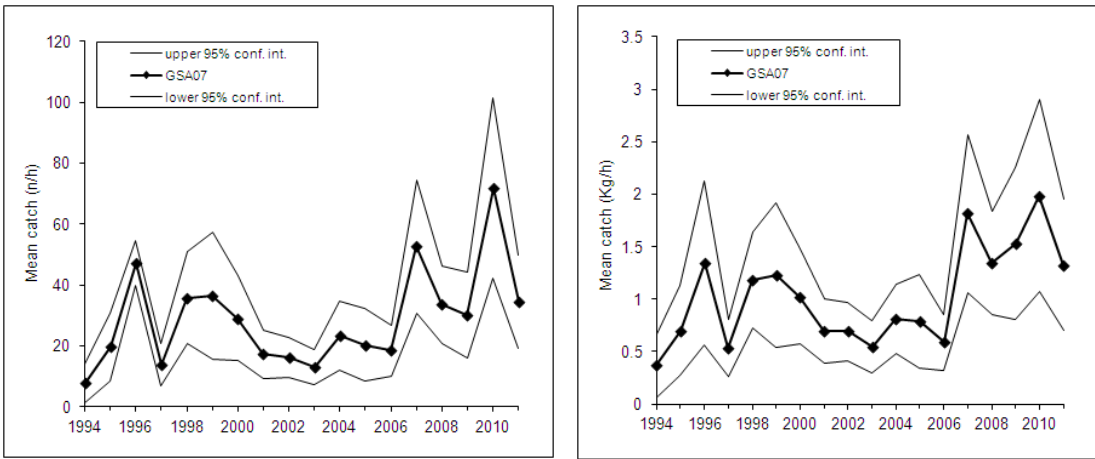 120
100
80
60
40
20
0
Mean catch (n/h)
upper 95% conf. int.
GSA07
lower 95% conf. int.
1994 1996 1998 2000 2002 2004 2006 2008 2010
3.5
3
2.5
2
1.5
1
0.5
0
Mean catch (Kg/h)
upper 95% conf. int.
GSA07
lower 95% conf. int.
1994 1996 1998 2000 2002 2004 2006 2008 2010